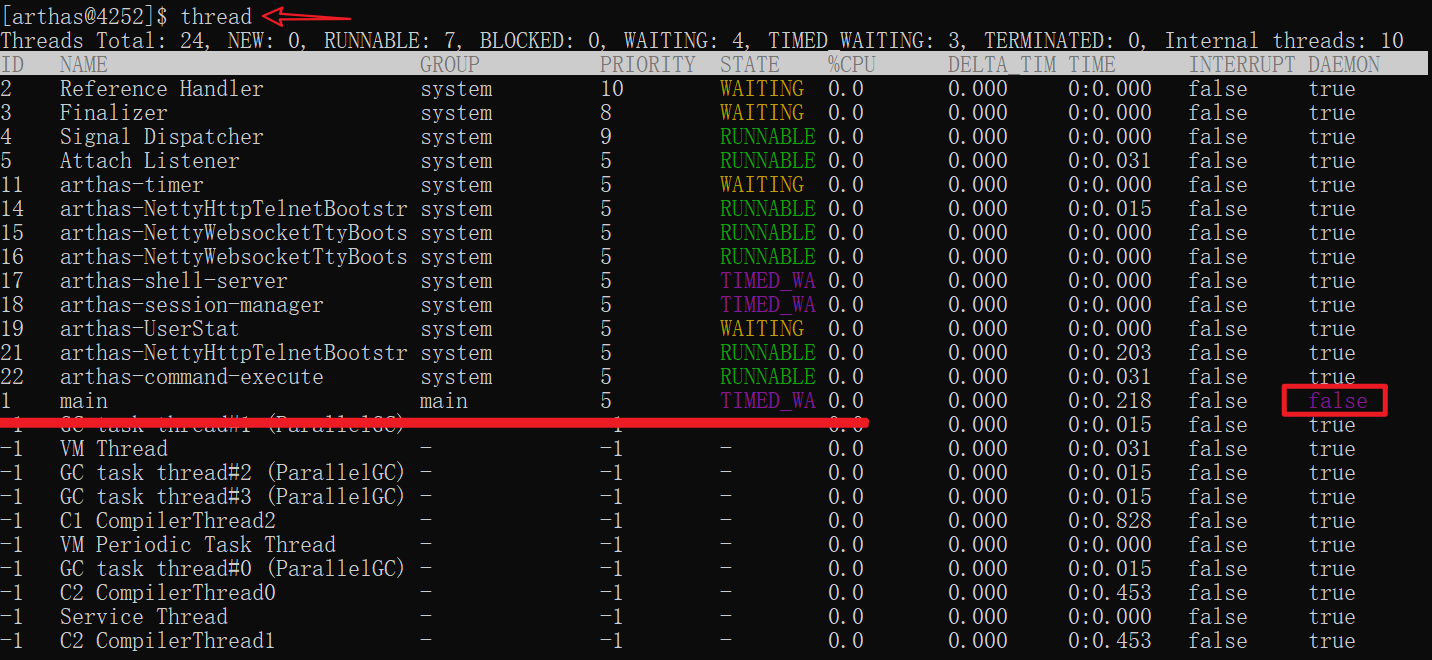 [arthas@4252]$ thread
Threads Total: 24, NEW: 0, RUNNABLE: 7, BLOCKED: 0, WAITING: 4, TIMED_WAITING: 3, TERMINATED: 0, Internal threads: 10
ID NAME GROUP PRIORITY STATE %CPU DELTA_TIM TIME INTERRUPT DAEMON
2 Reference Handler system 10 WAITING 0.0 0.000 0:0.000 false true
3 Finalizer system 8 WAITING 0.0 0.000 0:0.000 false true
4 Signal Dispatcher system 9 RUNNABLE 0.0 0.000 0:0.000 false true
5 Attach Listener system 5 RUNNABLE 0.0 0.000 0:0.031 false true
11 arthas-timer system 5 WAITING 0.0 0.000 0:0.000 false true
14 arthas-NettyHttpTelnetBootstr system 5 RUNNABLE 0.0 0.000 0:0.015 false true
15 arthas-NettyWebsocketTtyBoots system 5 RUNNABLE 0.0 0.000 0:0.000 false true
16 arthas-NettyWebsocketTtyBoots system 5 RUNNABLE 0.0 0.000 0:0.000 false true
17 arthas-shell-server system 5 TIMED_WA 0.0 0.000 0:0.000 false true
18 arthas-session-manager system 5 TIMED_WA 0.0 0.000 0:0.000 false true
19 arthas-UserStat system 5 WAITING 0.0 0.000 0:0.000 false true
21 arthas-NettyHttpTelnetBootstr system 5 RUNNABLE 0.0 0.000 0:0.203 false true
22 arthas-command-execute system 5 RUNNABLE 0.0 0.000 0:0.031 false true
1 main main 5 TIMED_WA 0.0 0.000 0:0.218 false false
-1 GC task thread#1 (ParallelGC) - -1 - 0.0 0.000 0:0.015 false true
-1 VM Thread - -1 - 0.0 0.000 0:0.031 false true
-1 GC task thread#2 (ParallelGC) - -1 - 0.0 0.000 0:0.015 false true
-1 GC task thread#3 (ParallelGC) - -1 - 0.0 0.000 0:0.015 false true
-1 C1 CompilerThread2 - -1 - 0.0 0.000 0:0.828 false true
-1 VM Periodic Task Thread - -1 - 0.0 0.000 0:0.000 false true
-1 GC task thread#0 (ParallelGC) - -1 - 0.0 0.000 0:0.015 false true
-1 C2 CompilerThread0 - -1 - 0.0 0.000 0:0.453 false true
-1 Service Thread - -1 - 0.0 0.000 0:0.000 false true
-1 C2 CompilerThread1 - -1 - 0.0 0.000 0:0.453 false true